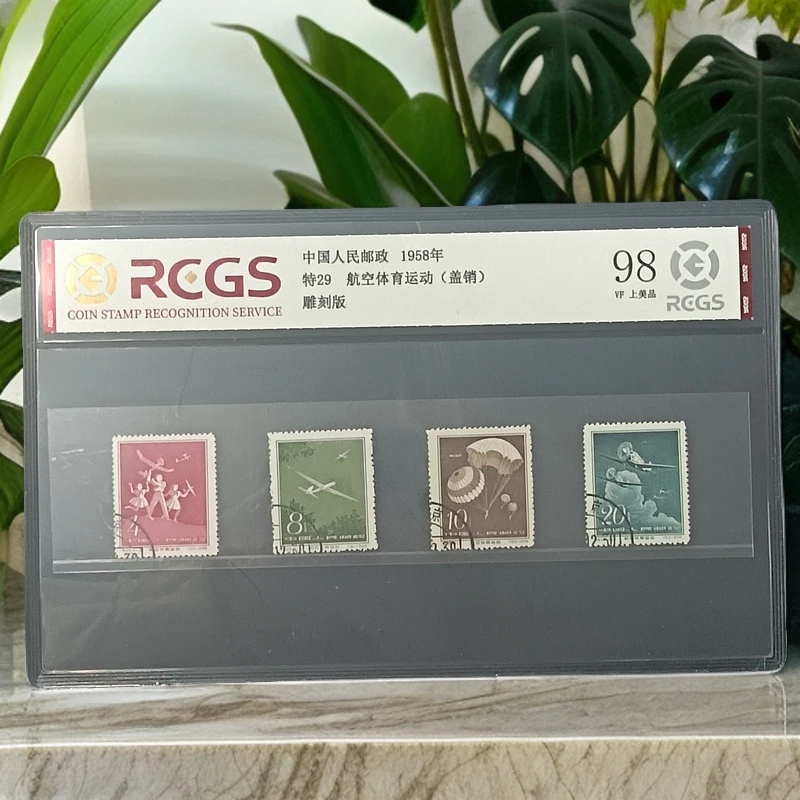 RCGS
COIN STAMP RECOGNITION SERVICE
中国人民邮政 1958年
特29 航空体育运动（盖销）
雕刻版
98
VF 上美品
RCGS
4
8
10
20